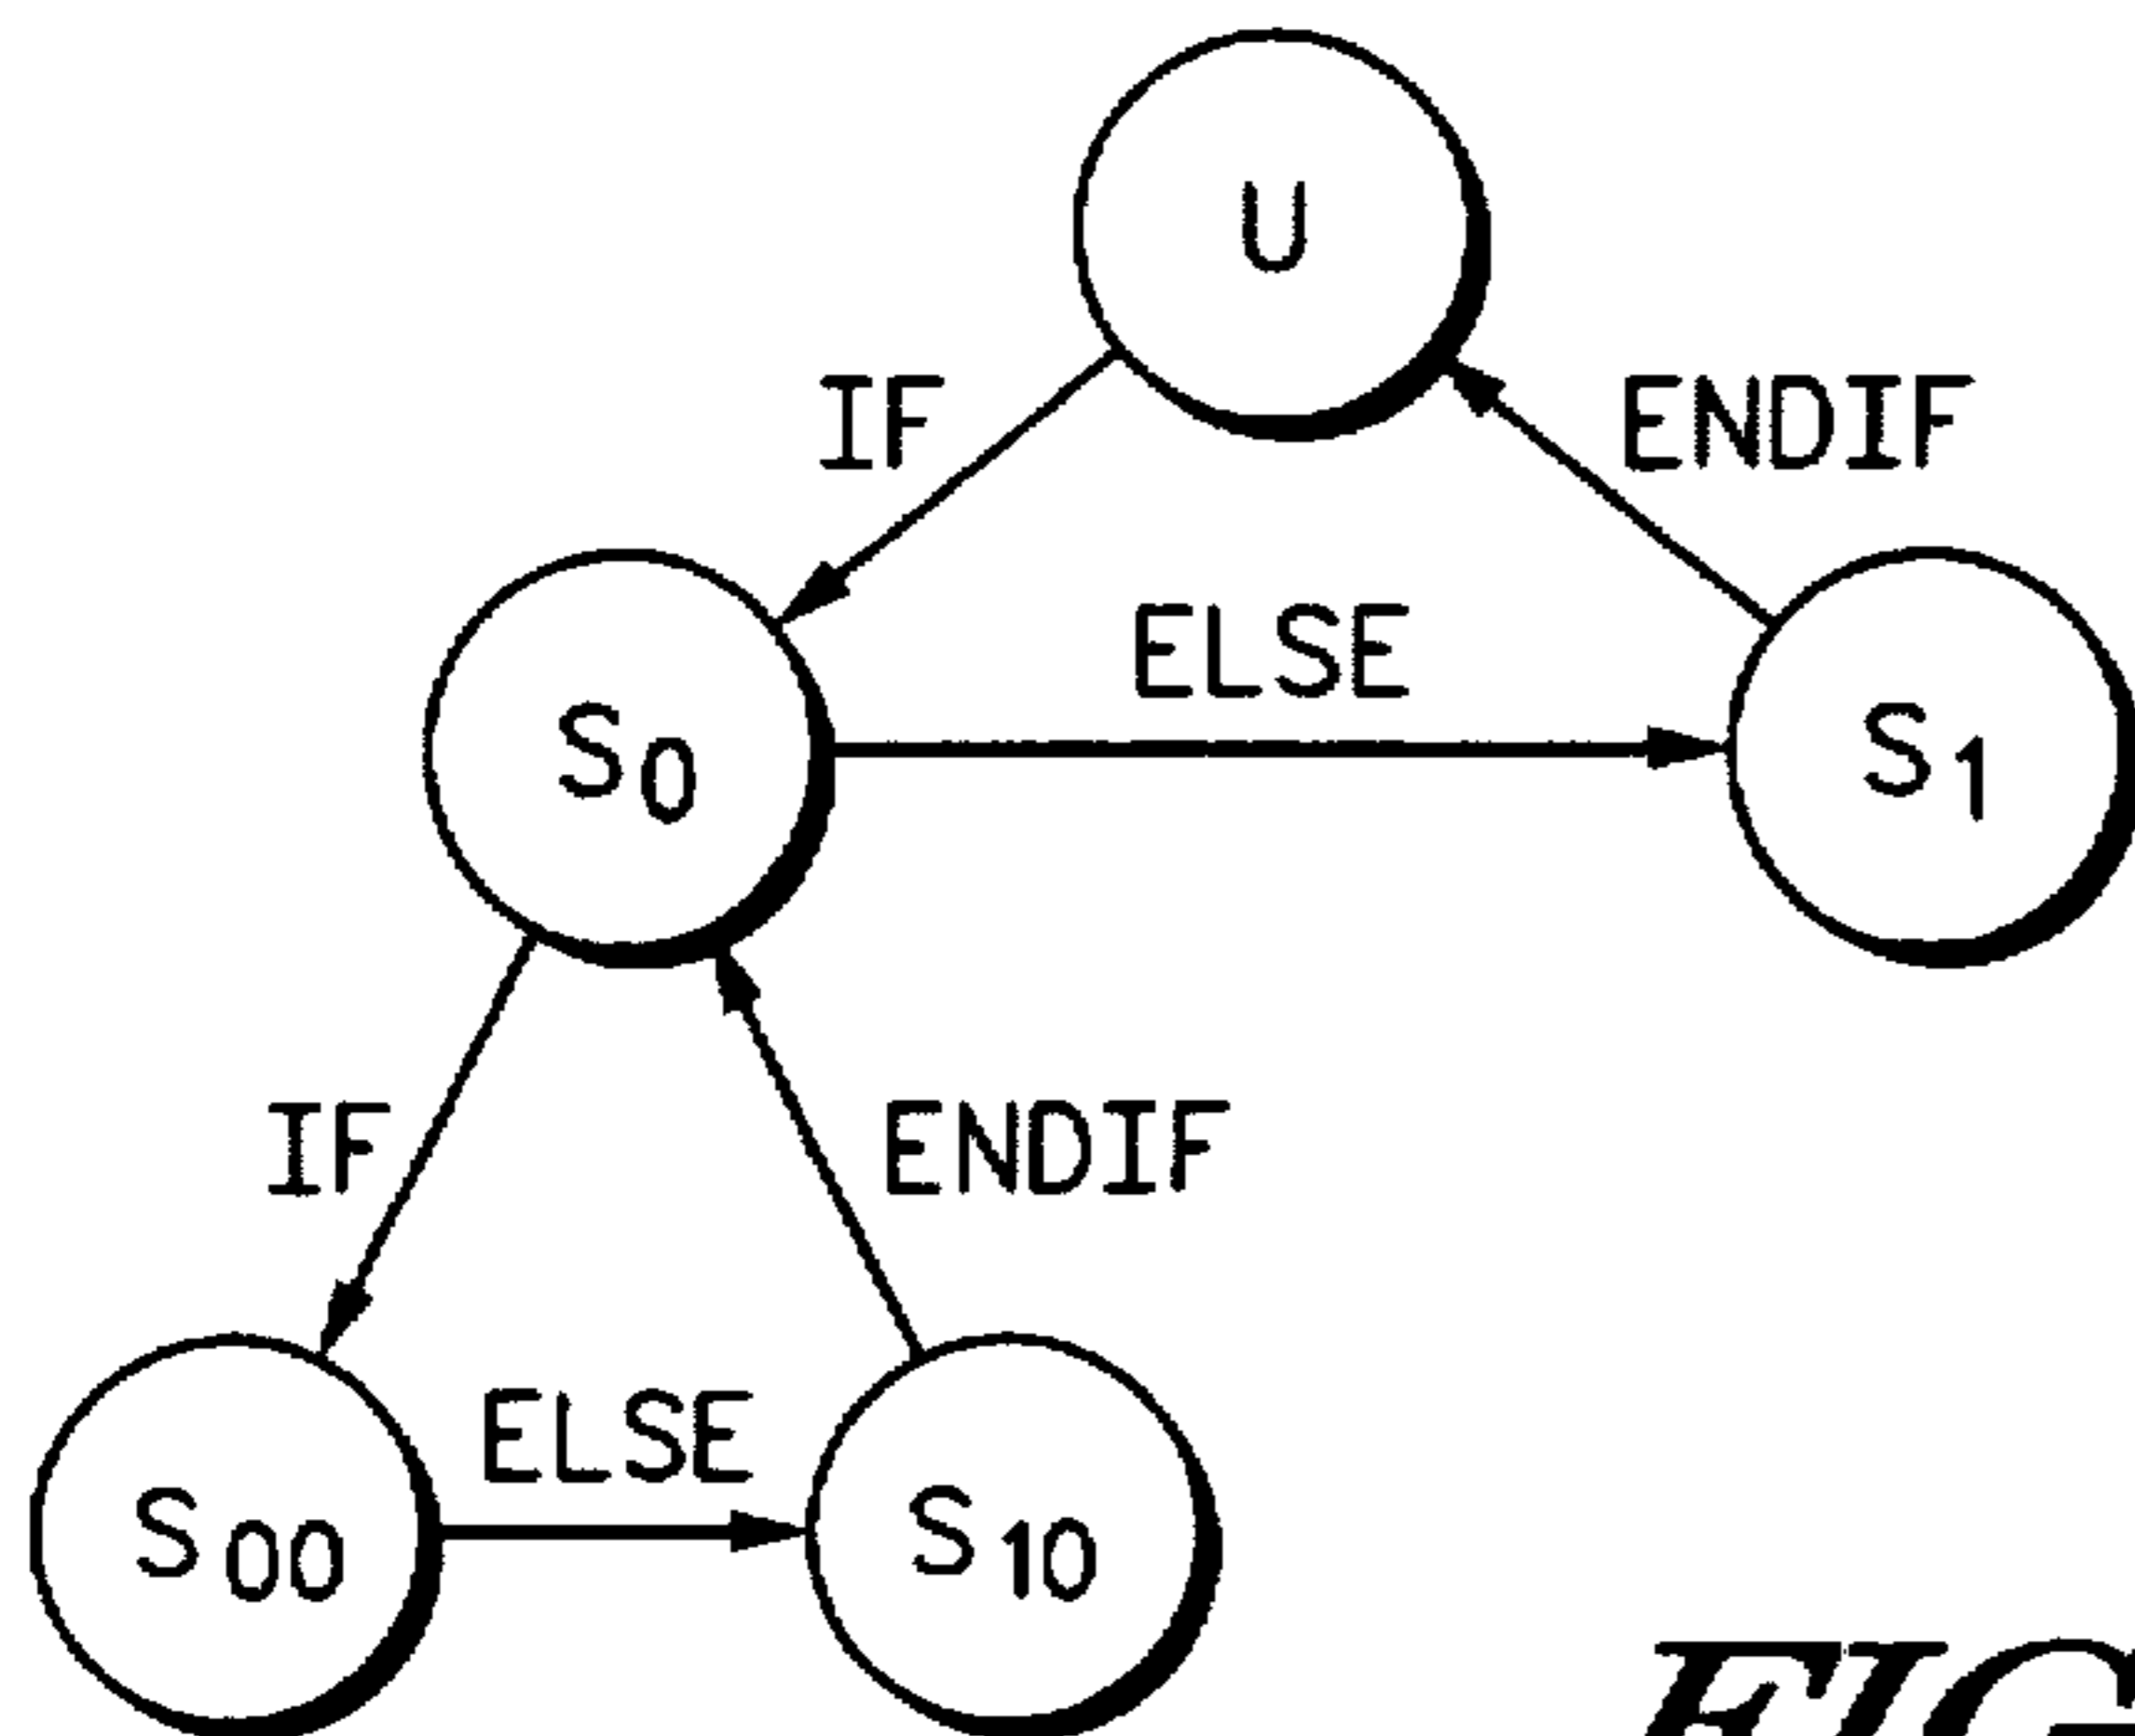 U
IF
ENDIF
ELSE
S0
S1
IF
ENDIF
ELSE
S00
S10